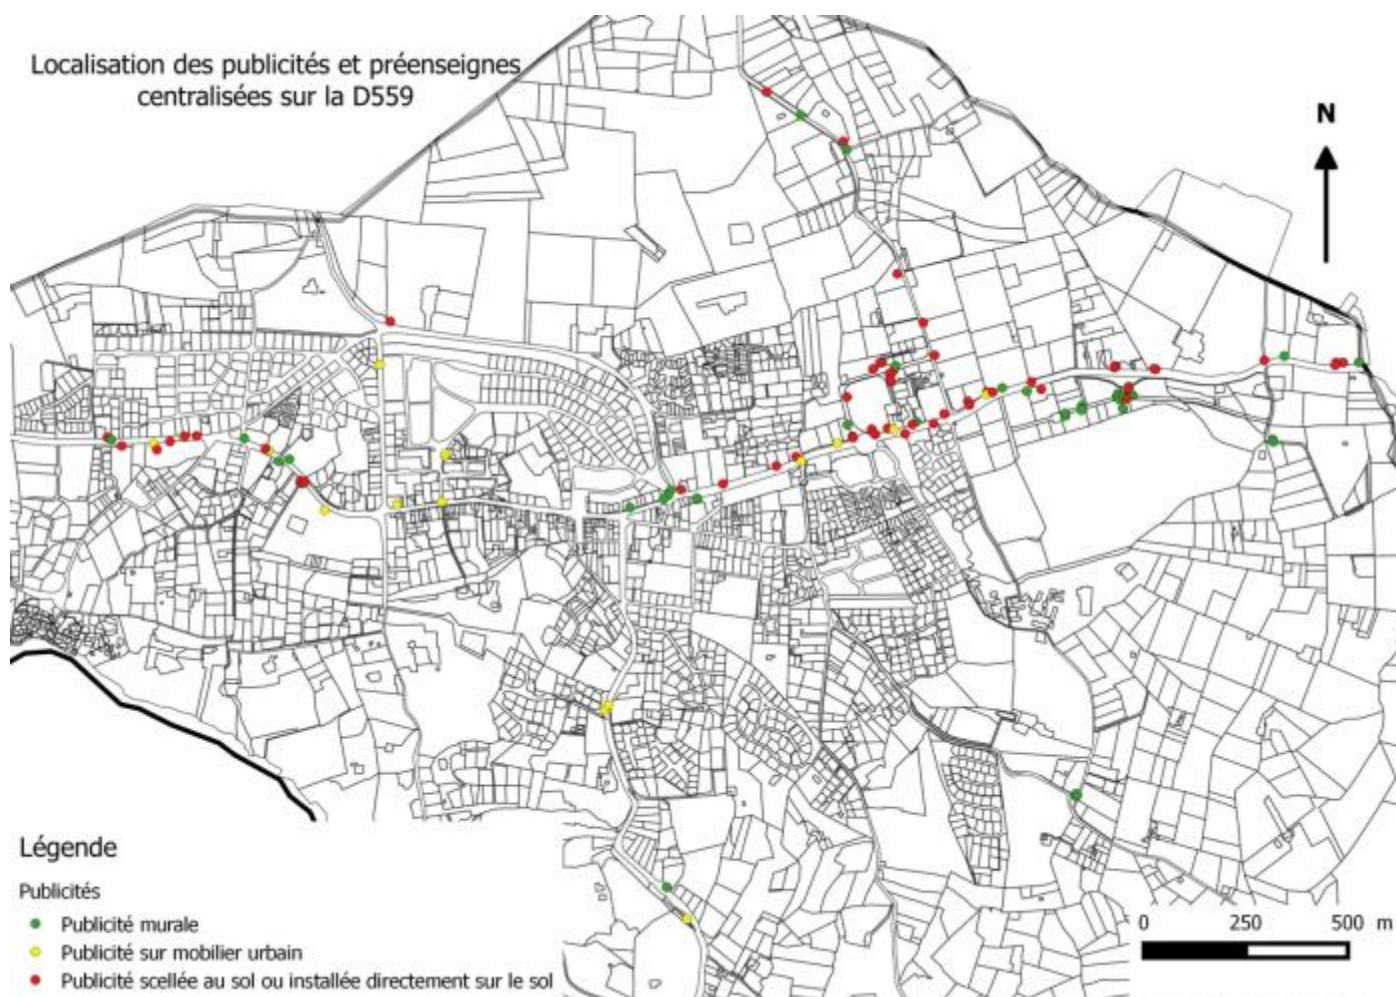 Localisation des publicités et préenseignes
centralisées sur la D559
N
Légende
Publicités
Publicité murale
Publicité sur mobilier urbain
Publicité scellée au sol ou installée directement sur le sol
0 250 500 m